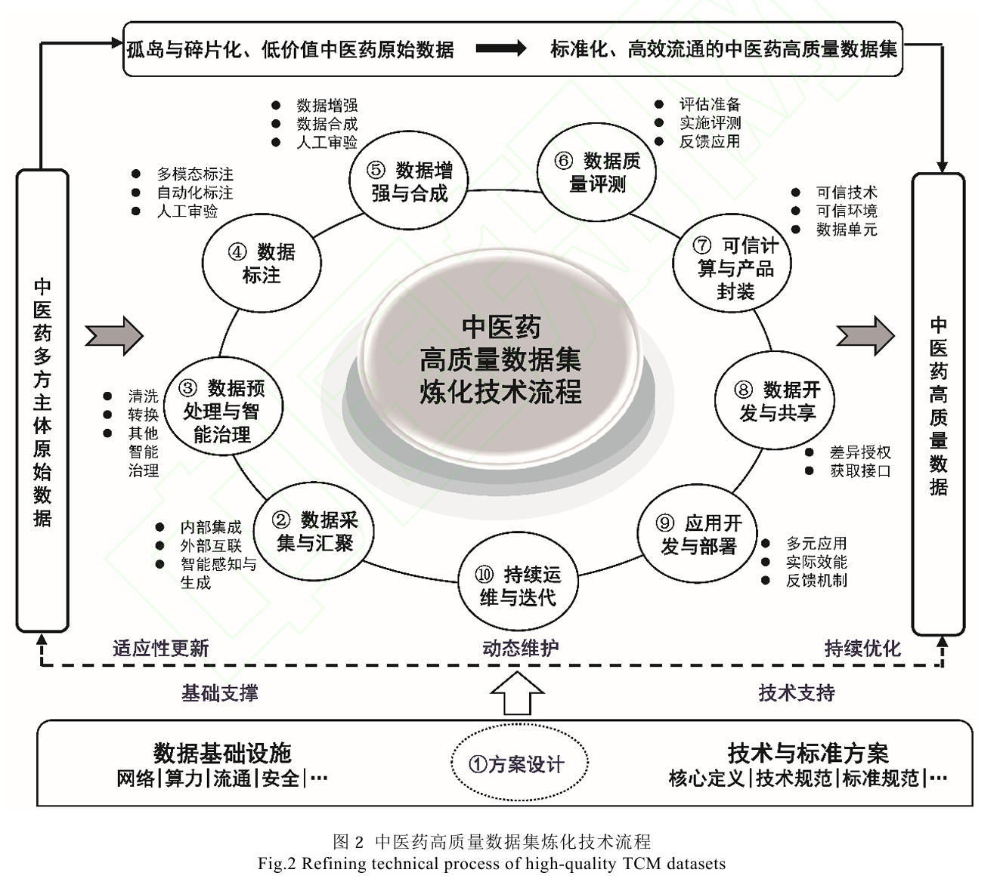 孤岛与碎片化、低价值中医药原始数据
标准化、高效流通的中医药高质量数据集
数据增强
数据合成
人工审验
评估准备
实施评测
反馈应用
⑤ 数据增
强与合成
⑥ 数据质
量评测
多模态标注
自动化标注
人工审验
可信技术
可信环境
数据单元
④ 数据
标注
⑦ 可信计
算与产品
封装
中医药多方主体原始数据
中医药
高质量数据集
炼化技术流程
中医药高质量数据
清洗
转换
其他
智能
治理
③ 数据预
处理与智
能治理
⑧ 数据开
发与共享
差异授权
获取接口
内部集成
外部互联
智能感知与
生成
② 数据采
集与汇聚
⑨ 应用开
发与部署
多元应用
实际效能
反馈机制
⑩ 持续运
维与迭代
适应性更新
动态维护
持续优化
基础支撑
技术支持
数据基础设施
网络|算力|流通|安全|…
①方案设计
技术与标准方案
核心定义|技术规范|标准规范|…
图 2 中医药高质量数据集炼化技术流程
Fig.2 Refining technical process of high-quality TCM datasets